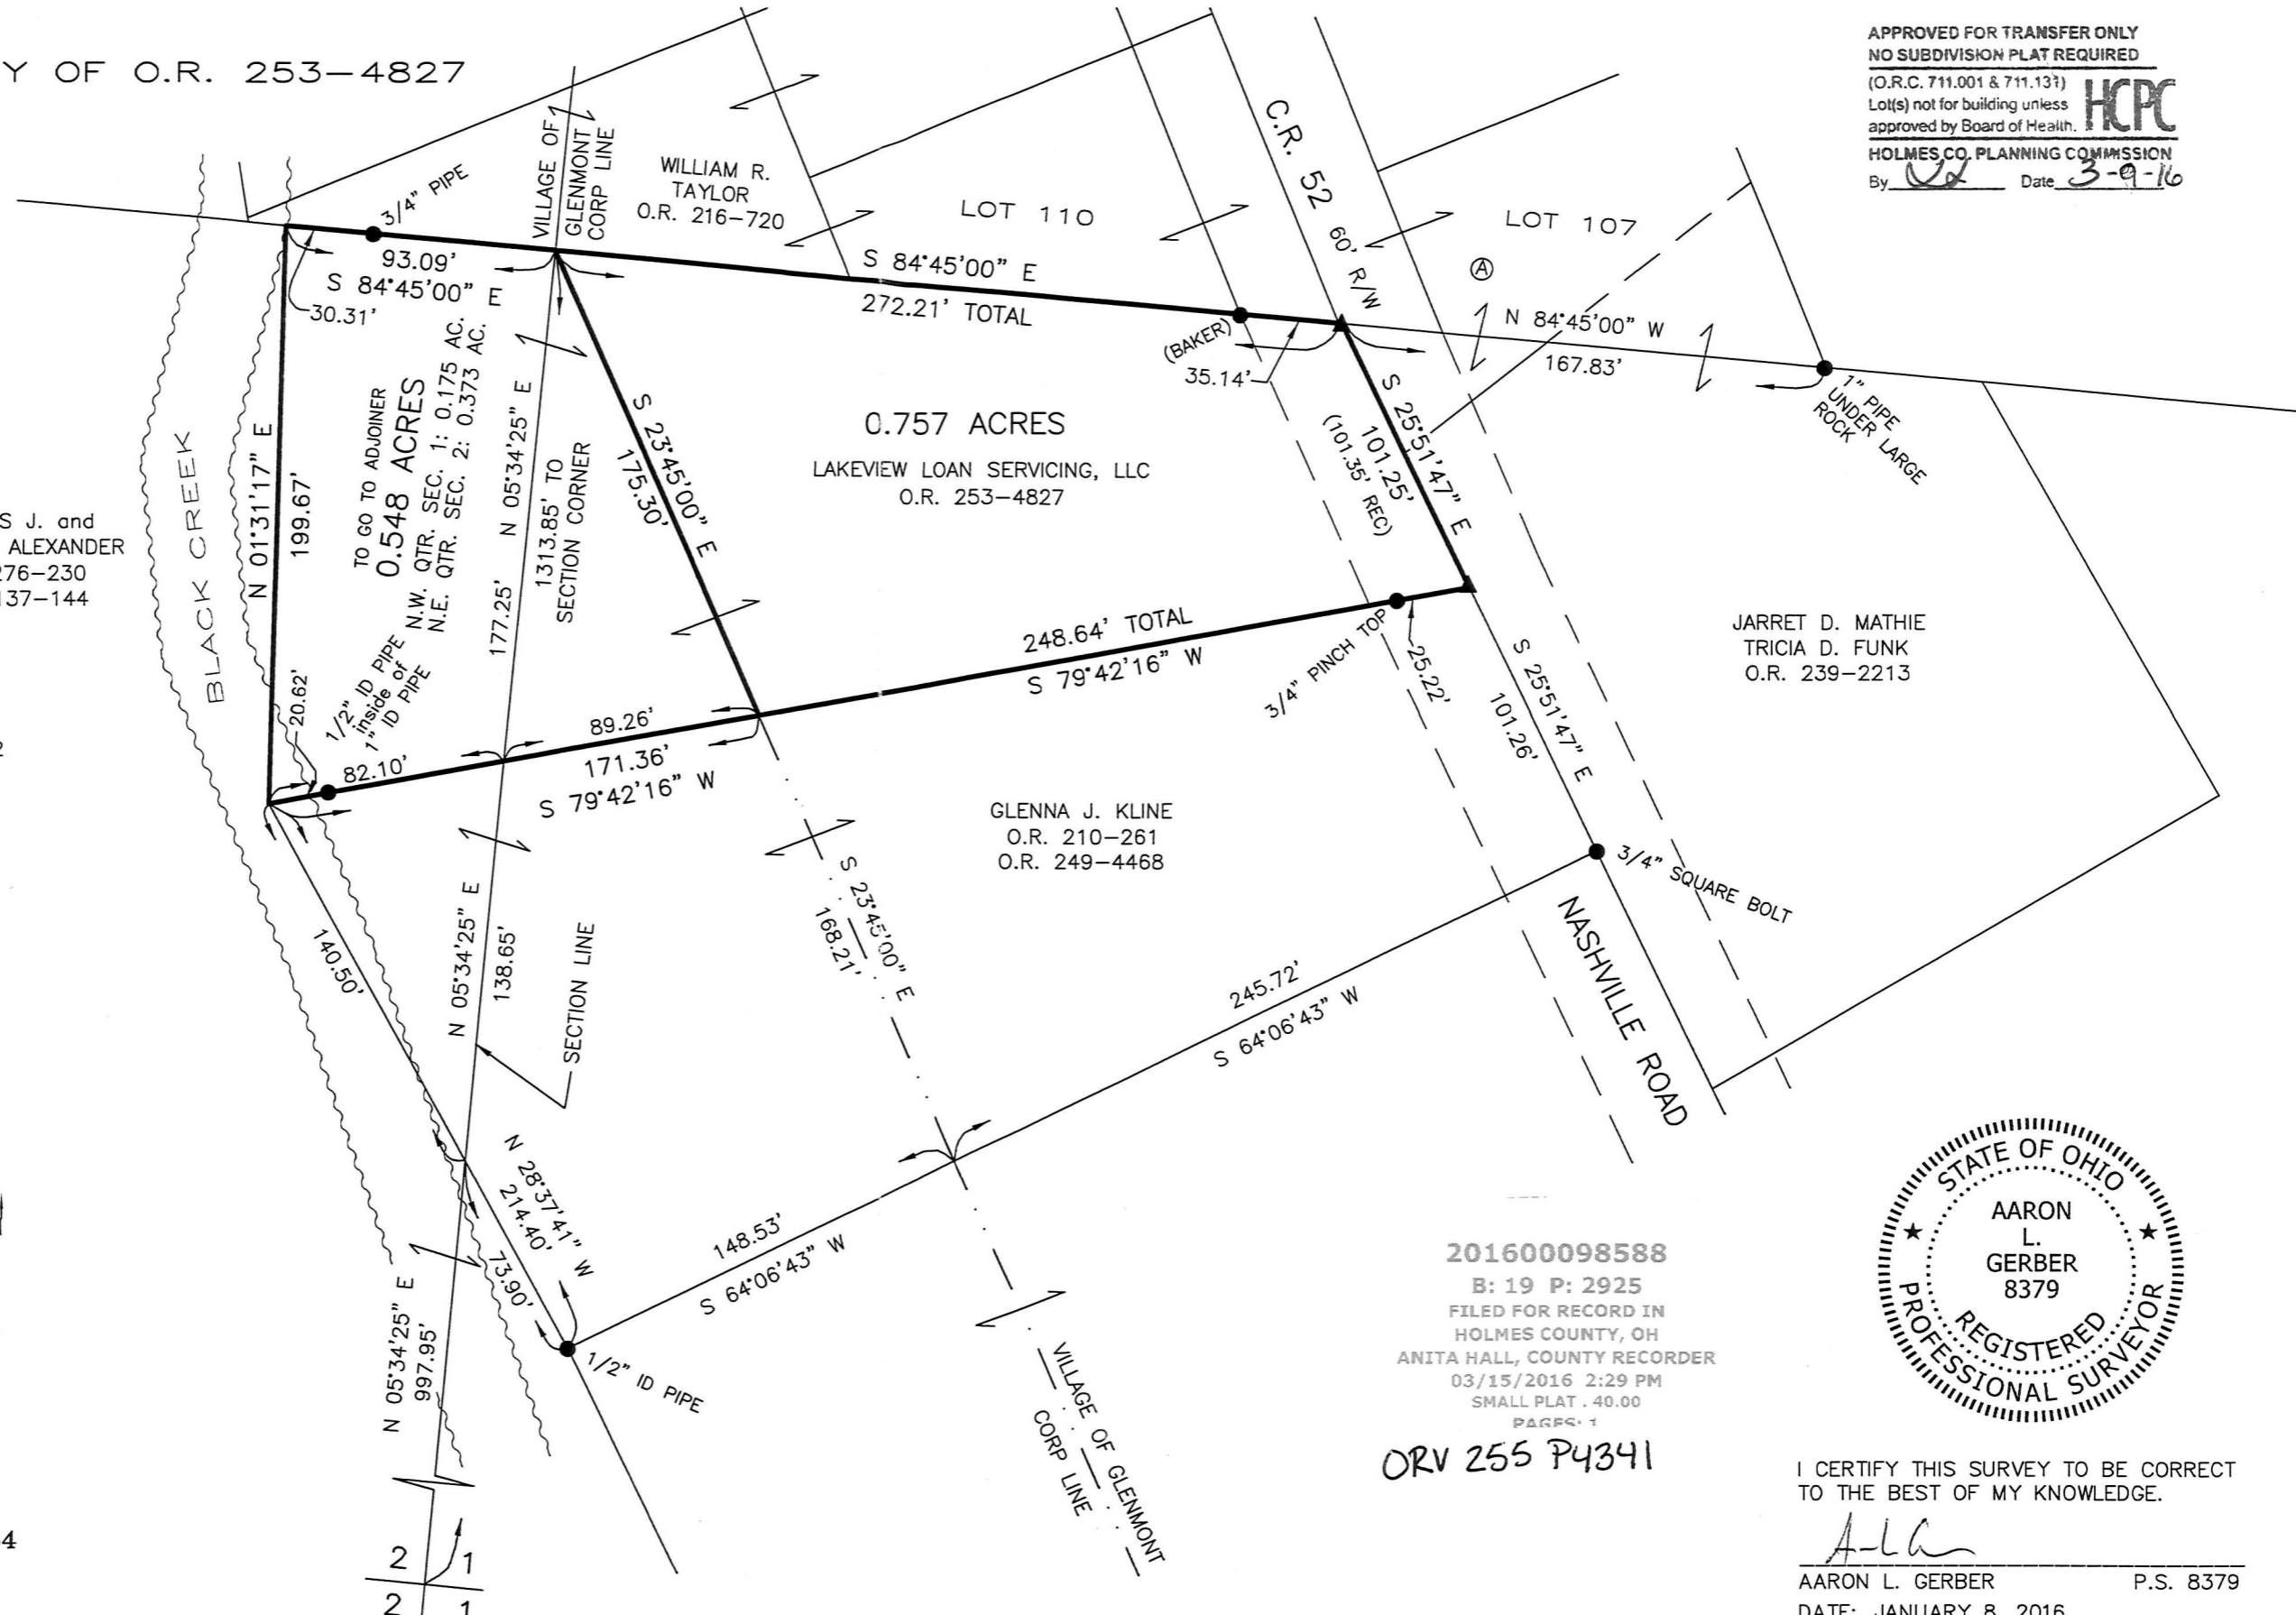 Y OF O.R. 253-4827
APPROVED FOR TRANSFER ONLY
NO SUBDIVISION PLAT REQUIRED
(O.R.C. 711.001 & 711.131)
Lot(s) not for building unless
approved by Board of Health.
HCPC
HOLMES CO. PLANNING COMMISSION
By Date 3-9-16
3/4" PIPE
VILLAGE OF
GLENMONT
CORP LINE
WILLIAM R.
TAYLOR
O.R. 216-720
LOT 110
C.R. 52 60' R/W
LOT 107
A
93.09'
S 84°45'00" E
30.31'
S 84°45'00" E
272.21' TOTAL
(BAKER)
35.14'
N 84°45'00" W
167.83'
1" PIPE
UNDER LARGE
ROCK
BLACK CREEK
N 01°31'17" E
199.67'
TO GO TO ADJOINER
0.548 ACRES
N.W. QTR. SEC. 1: 0.175 AC.
N.E. QTR. SEC. 2: 0.373 AC.
177.25' N 05°34'25" E
1313.85' TO
SECTION CORNER
S 23°45'00" E
175.30'
0.757 ACRES
LAKEVIEW LOAN SERVICING, LLC
O.R. 253-4827
S 25°51'47" E
101.25'
(101.35' REC)
S J. and
ALEXANDER
276-230
137-144
20.62'
1/2" ID PIPE
inside of
1" ID PIPE
82.10'
89.26'
171.36'
S 79°42'16" W
248.64' TOTAL
S 79°42'16" W
3/4" PINCH TOP
25.22'
S 25°51'47" E
101.26'
JARRET D. MATHIE
TRICIA D. FUNK
O.R. 239-2213
GLENNA J. KLINE
O.R. 210-261
O.R. 249-4468
3/4" SQUARE BOLT
NASHVILLE ROAD
140.50'
N 05°34'25" E
138.65'
SECTION LINE
S 23°45'00" E
168.21'
245.72'
S 64°06'43" W
N 28°37'41" W
214.40'
73.90'
148.53'
S 64°06'43" W
1/2" ID PIPE
N 05°34'25" E
997.95'
VILLAGE OF GLENMONT
CORP LINE
2 1
2 1
4
201600098588
B: 19 P: 2925
FILED FOR RECORD IN
HOLMES COUNTY, OH
ANITA HALL, COUNTY RECORDER
03/15/2016 2:29 PM
SMALL PLAT . 40.00
PAGES: 1
ORV 255 P4341
STATE OF OHIO
AARON
L.
GERBER
8379
REGISTERED
PROFESSIONAL SURVEYOR
I CERTIFY THIS SURVEY TO BE CORRECT
TO THE BEST OF MY KNOWLEDGE.
AARON L. GERBER P.S. 8379
DATE: JANUARY 8, 2016